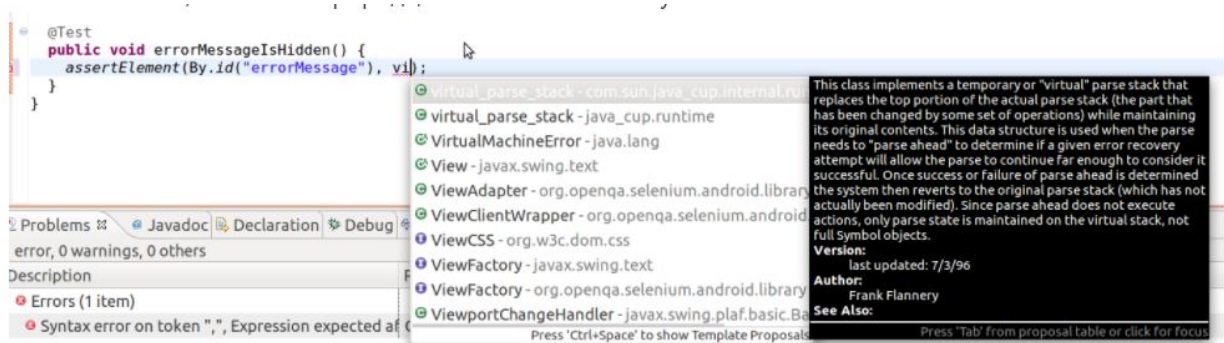 @Test
public void errorMessageIsHidden() {
assertElement(By.id("errorMessage"), vi);
}
}
virtual_parse_stack - com.sun.java_cup.internal.run
virtual_parse_stack - java_cup.runtime
VirtualMachineError - java.lang
View - javax.swing.text
ViewAdapter - org.openqa.selenium.android.library
ViewClientWrapper - org.openqa.selenium.android.
ViewCSS - org.w3c.dom.css
ViewFactory - javax.swing.text
ViewFactory - org.openqa.selenium.android.library
ViewportChangeHandler - javax.swing.plaf.basic.Ba
Press 'Ctrl+Space' to show Template Proposals
This class implements a temporary or "virtual" parse stack that
replaces the top portion of the actual parse stack (the part that
has been changed by some set of operations) while maintaining
its original contents. This data structure is used when the parse
needs to "parse ahead" to determine if a given error recovery
attempt will allow the parse to continue far enough to consider it
successful. Once success or failure of parse ahead is determined
the system then reverts to the original parse stack (which has not
actually been modified). Since parse ahead does not execute
actions, only parse state is maintained on the virtual stack, not
full Symbol objects.
Version:
last updated: 7/3/96
Author:
Frank Flannery
See Also:
Press 'Tab' from proposal table or click for focus
Problems Javadoc Declaration Debug
error, 0 warnings, 0 others
Description
Errors (1 item)
Syntax error on token ",", Expression expected af